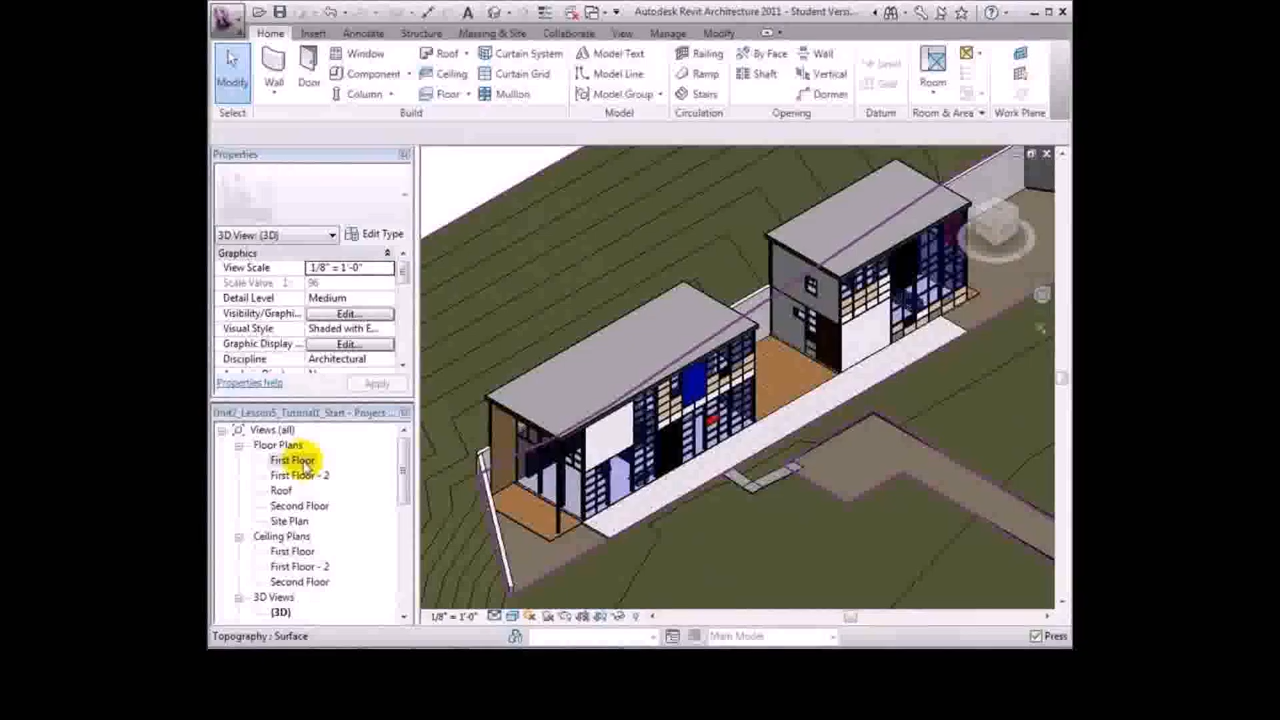 Autodesk Revit Architecture 2011 - Student Versi...
Home Insert Annotate Structure Massing & Site Collaborate View Manage Modify
Modify
Wall
Door
Window
Component
Column
Roof
Ceiling
Floor
Curtain System
Curtain Grid
Mullion
Model Text
Model Line
Model Group
Railing
Ramp
Stairs
By Face
Shaft
Wall
Vertical
Dormer
Level
Grid
Room
Select Build Model Circulation Opening Datum Room & Area Work Plane
Properties
3D View: {3D} Edit Type
Graphics
View Scale 1/8" = 1'-0"
Scale Value 1: 96
Detail Level Medium
Visibility/Graphi... Edit...
Visual Style Shaded with E...
Graphic Display ... Edit...
Discipline Architectural
Properties help Apply
Unit2_Lesson5_Tutorial1_Start - Project ...
Views (all)
Floor Plans
First Floor
First Floor - 2
Roof
Second Floor
Site Plan
Ceiling Plans
First Floor
First Floor - 2
Second Floor
3D Views
{3D}
1/8" = 1'-0"
Topography : Surface
Main Model
Press